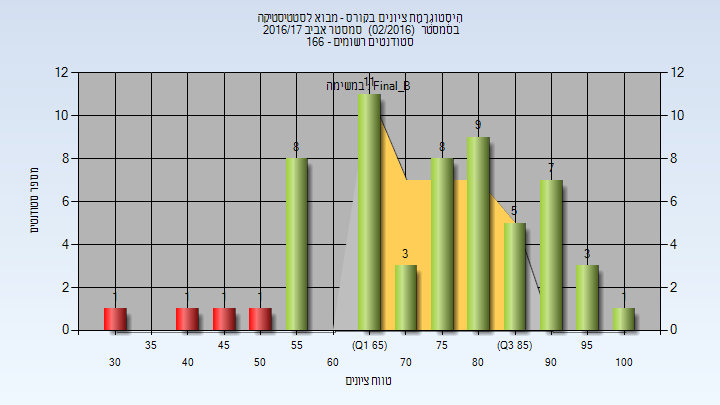 היסטוגרמת ציונים בקורס - מבוא לסטטיסטיקה
בסמסטר (02/2016) סמסטר אביב 2016/17
סטודנטים רשומים - 166
במשימה: Final_B
מספר סטודנטים
12 12
10 10
8 8
6 6
4 4
2 2
0 0
1 1 1 1 8 11 3 8 9 5 7 3 1
35 45 55 (Q1 65) 75 (Q3 85) 95
30 40 50 60 70 80 90 100
טווח ציונים